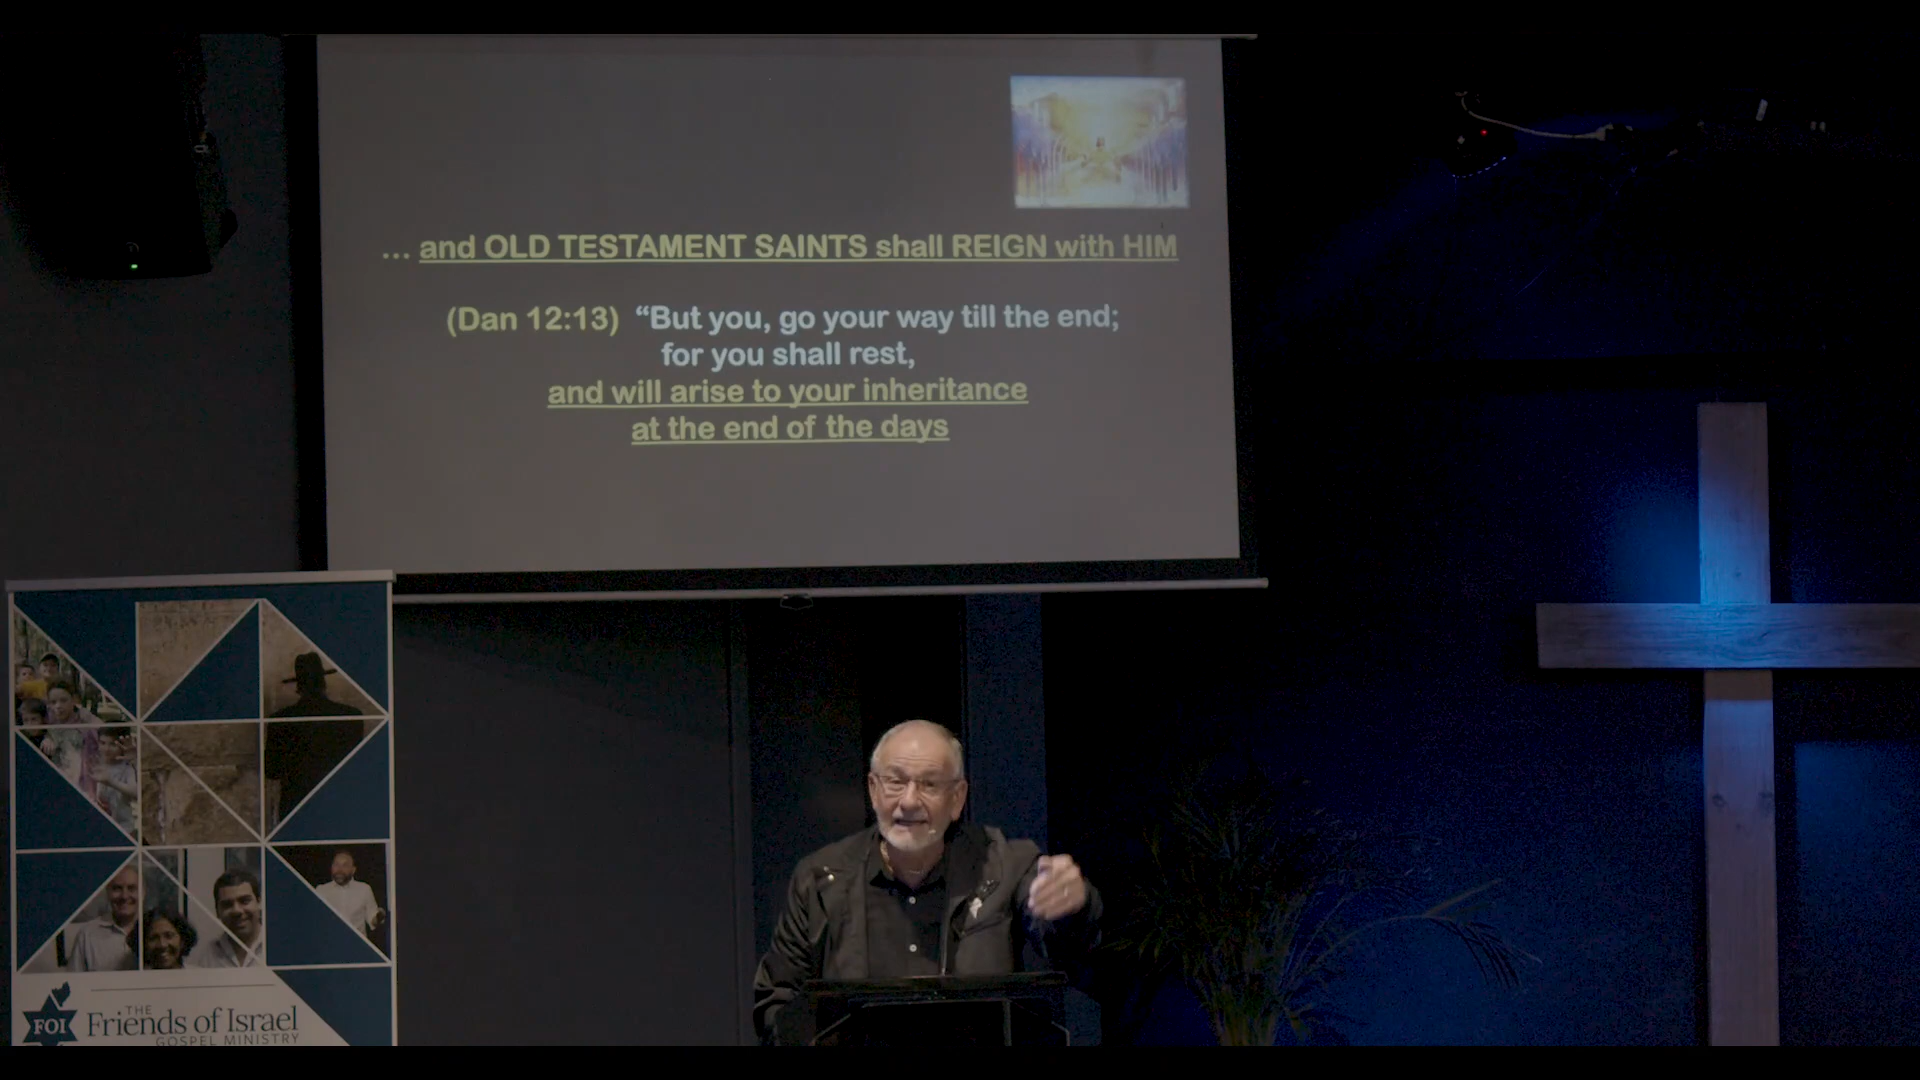 ... and OLD TESTAMENT SAINTS shall REIGN with HIM
(Dan 12:13) “But you, go your way till the end;
for you shall rest,
and will arise to your inheritance
at the end of the days
FOI
THE
Friends of Israel
GOSPEL MINISTRY